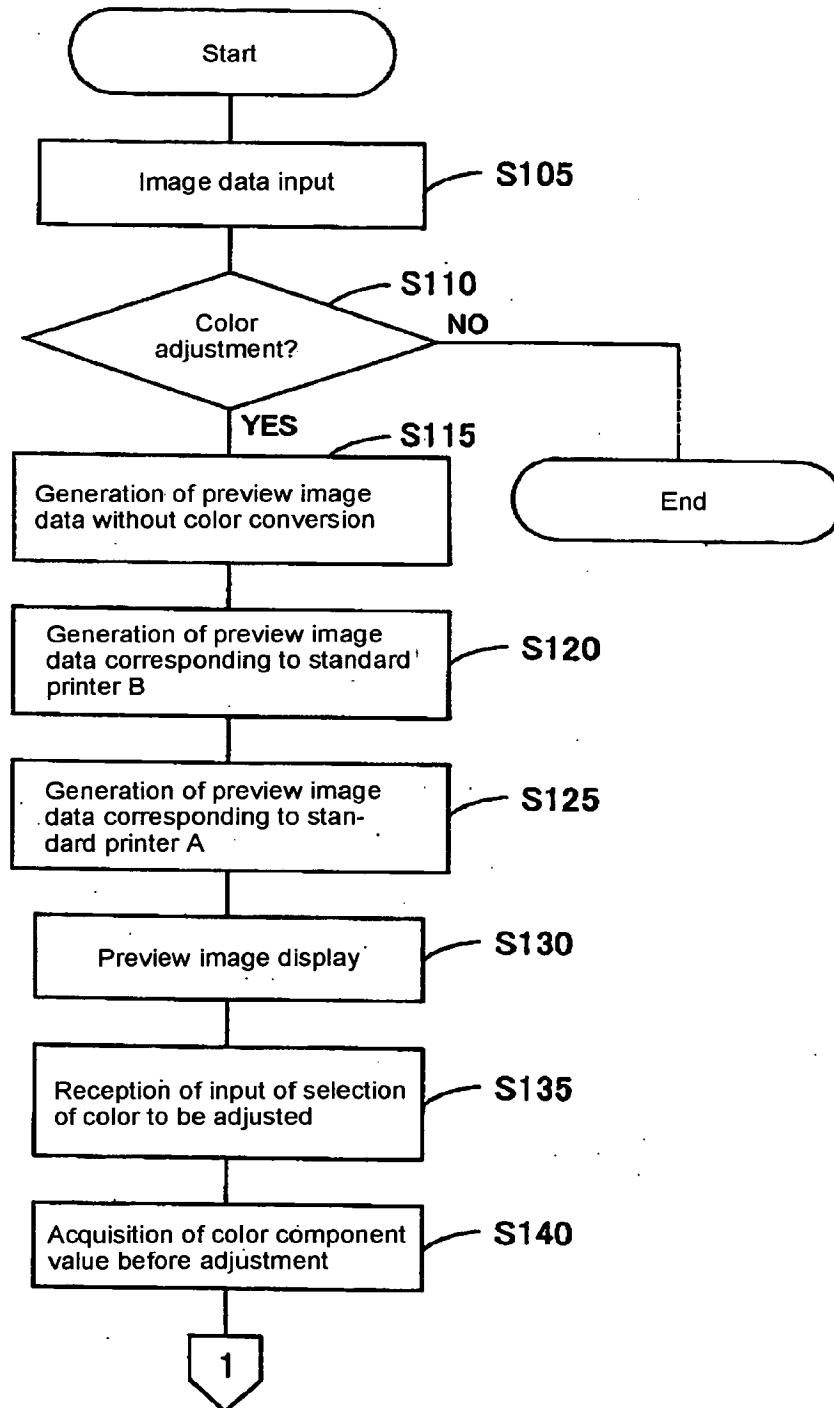 Start
Image data input
S105
S110
Color
adjustment?
NO
YES
S115
Generation of preview image
data without color conversion
End
Generation of preview image
data corresponding to standard
printer B
S120
Generation of preview image
data corresponding to stan-
dard printer A
S125
Preview image display
S130
Reception of input of selection
of color to be adjusted
S135
Acquisition of color component
value before adjustment
S140
1